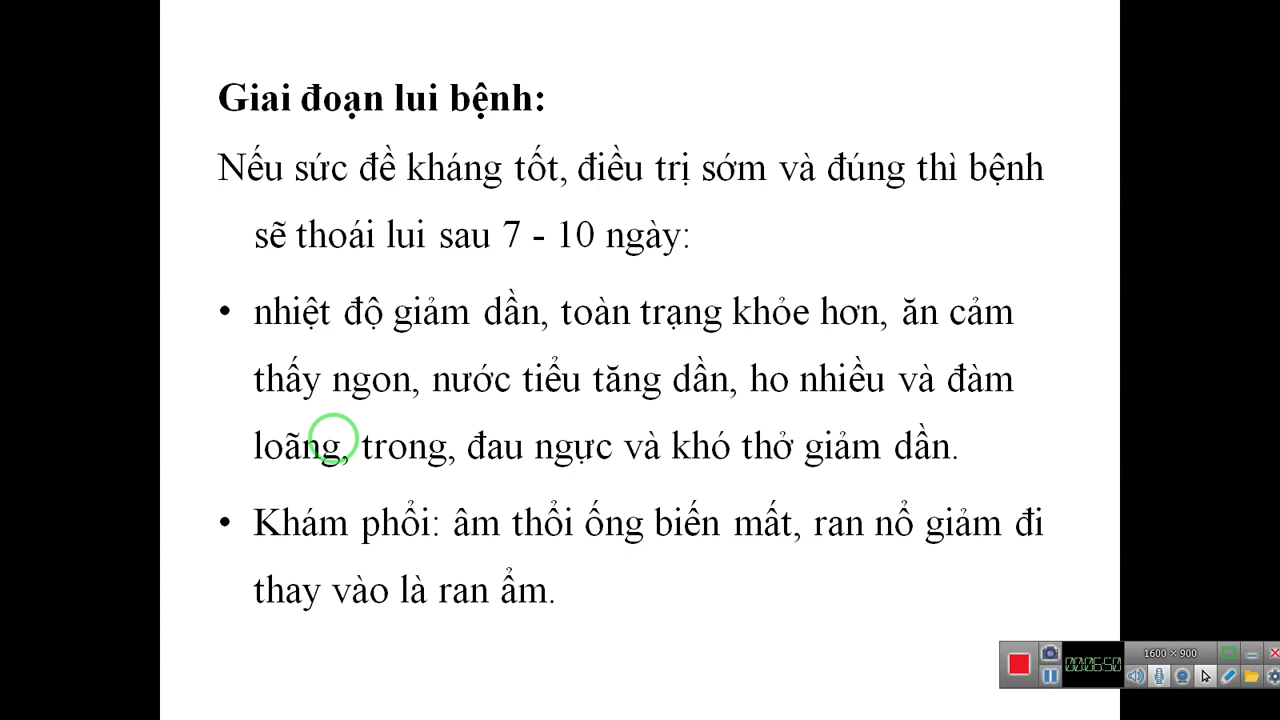 Giai đoạn lui bệnh:
Nếu sức đề kháng tốt, điều trị sớm và đúng thì bệnh
sẽ thoái lui sau 7 - 10 ngày:
• nhiệt độ giảm dần, toàn trạng khỏe hơn, ăn cảm
thấy ngon, nước tiểu tăng dần, ho nhiều và đàm
loãng, trong, đau ngực và khó thở giảm dần.
• Khám phổi: âm thổi ống biến mất, ran nổ giảm đi
thay vào là ran ẩm.
1600 × 900
00:06:50